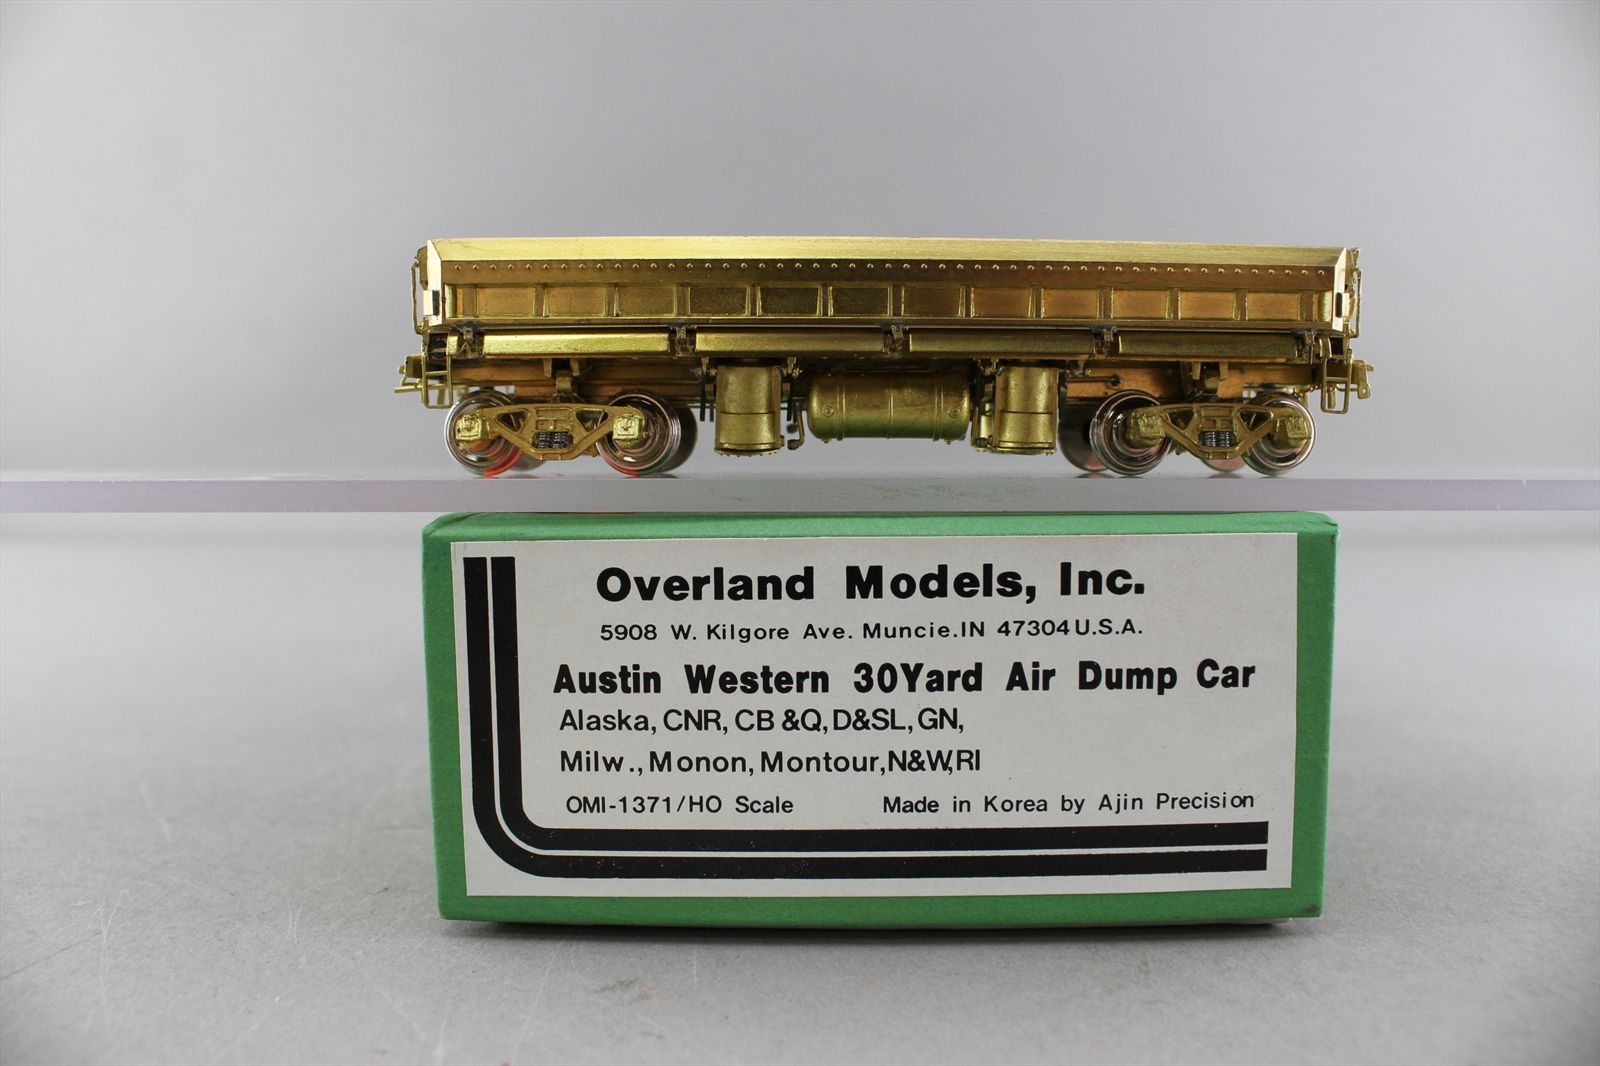 Overland Models, Inc.
5908 W. Kilgore Ave. Muncie.IN 47304 U.S.A.
Austin Western 30Yard Air Dump Car
Alaska, CNR, CB &Q, D&SL, GN,
Milw., Monon, Montour, N&W, RI
OMI-1371/HO Scale Made in Korea by Ajin Precision